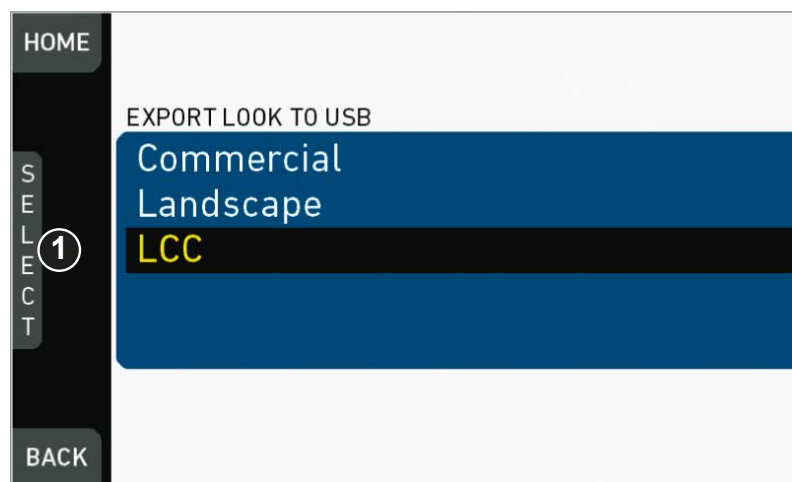 HOME
EXPORT LOOK TO USB
Commercial
Landscape
LCC
SELECT
1
BACK